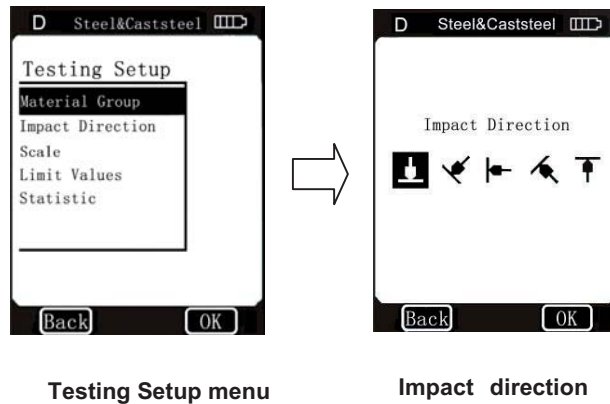 D Steel&Caststeel
Testing Setup
Material Group
Impact Direction
Scale
Limit Values
Statistic
Back OK
Testing Setup menu
D Steel&Caststeel
Impact Direction
Back OK
Impact direction